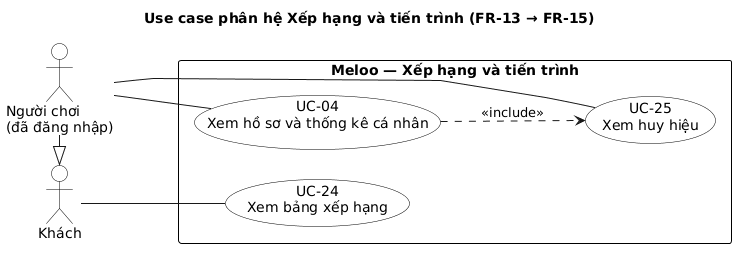 Use case phân hệ Xếp hạng và tiến trình (FR-13 → FR-15)
Meloo — Xếp hạng và tiến trình
Người chơi
(đã đăng nhập)
UC-04
Xem hồ sơ và thống kê cá nhân
«include»
UC-25
Xem huy hiệu
Khách
UC-24
Xem bảng xếp hạng